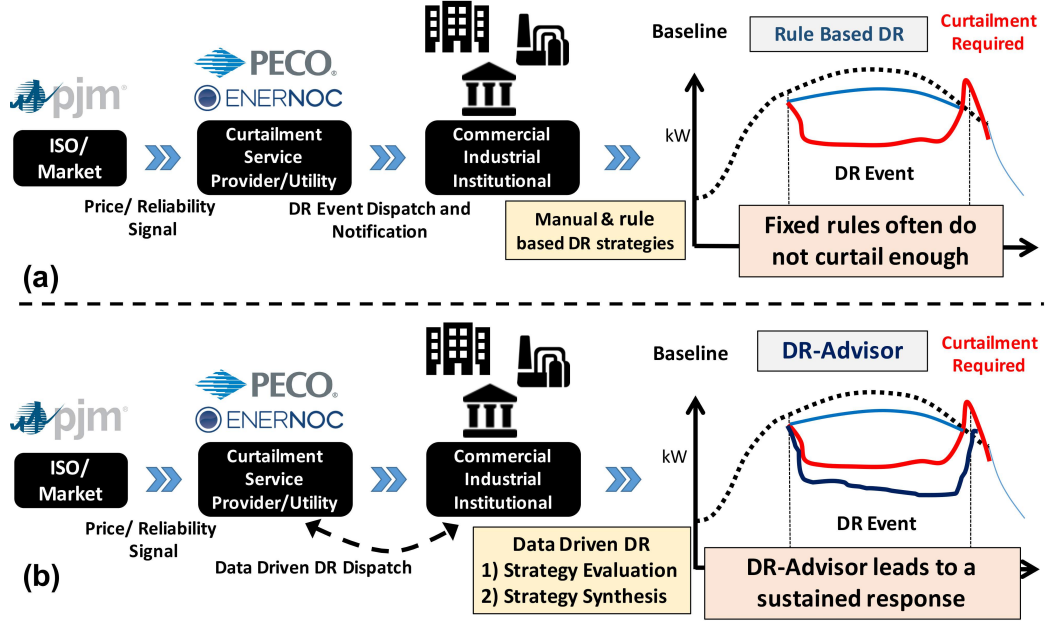 Baseline
Rule Based DR
Curtailment
Required
PECO®
ENERNOC
pjm®
ISO/
Market
Curtailment
Service
Provider/Utility
Commercial
Industrial
Institutional
kW
DR Event
Price/ Reliability
Signal
DR Event Dispatch and
Notification
Manual & rule
based DR strategies
Fixed rules often do
not curtail enough
(a)
Baseline
DR-Advisor
Curtailment
Required
PECO®
ENERNOC
pjm®
ISO/
Market
Curtailment
Service
Provider/Utility
Commercial
Industrial
Institutional
kW
DR Event
Price/ Reliability
Signal
Data Driven DR Dispatch
Data Driven DR
1) Strategy Evaluation
2) Strategy Synthesis
DR-Advisor leads to a
sustained response
(b)